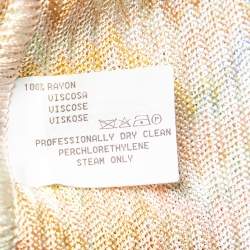 100% RAYON
VISCOSA
VISCOSE
VISKOSE
PROFESSIONALLY DRY CLEAN
PERCHLORETHYLENE
STEAM ONLY